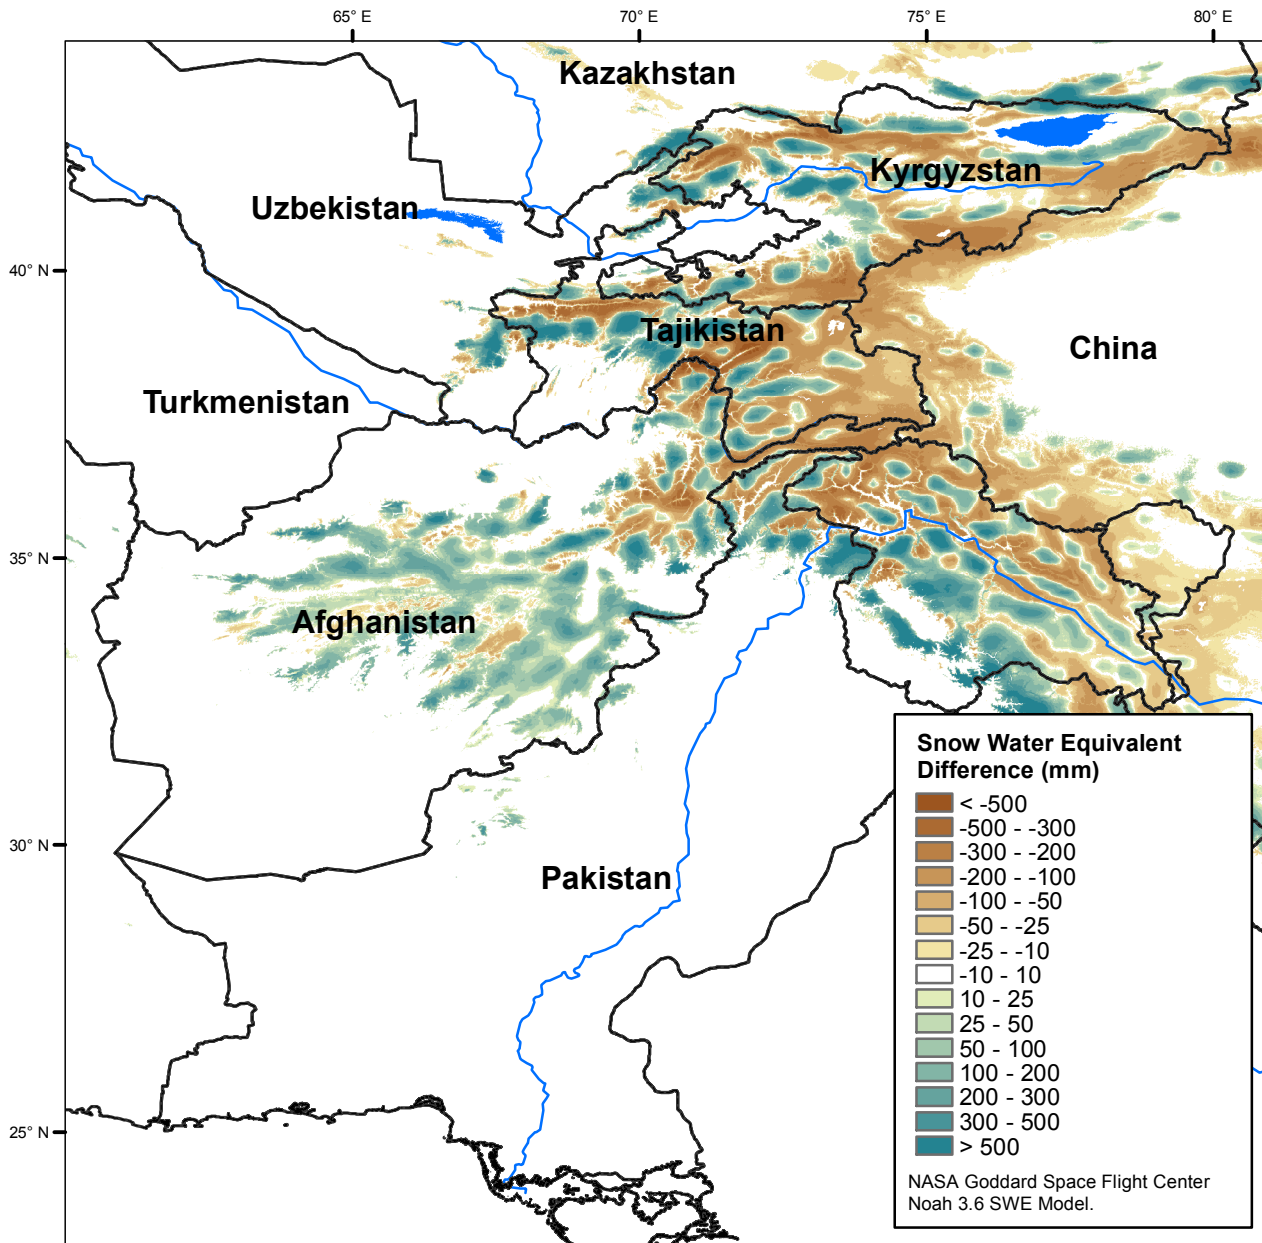 65° E
70° E
75° E
80° E
Kazakhstan
Kyrgyzstan
Uzbekistan
40° N
Tajikistan
China
Turkmenistan
35° N
Afghanistan
Snow Water Equivalent
Difference (mm)
< -500
-500 - -300
-300 - -200
-200 - -100
-100 - -50
-50 - -25
-25 - -10
-10 - 10
10 - 25
25 - 50
50 - 100
100 - 200
200 - 300
300 - 500
> 500
30° N
Pakistan
25° N
NASA Goddard Space Flight Center
Noah 3.6 SWE Model.